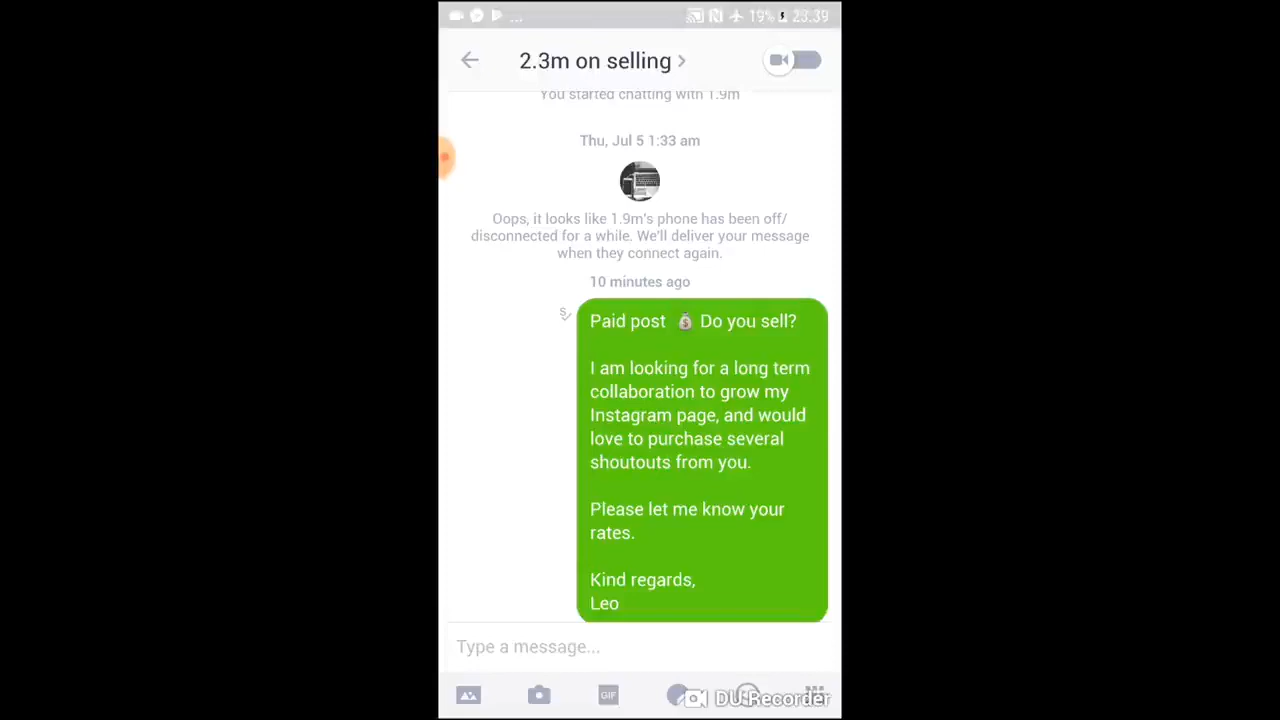 ... 19% 23:39
2.3m on selling
You started chatting with 1.9m
Thu, Jul 5 1:33 am
Oops, it looks like 1.9m's phone has been off/
disconnected for a while. We'll deliver your message
when they connect again.
10 minutes ago
S
Paid post 💰 Do you sell?
I am looking for a long term
collaboration to grow my
Instagram page, and would
love to purchase several
shoutouts from you.
Please let me know your
rates.
Kind regards,
Leo
Type a message...
GIF
DU Recorder